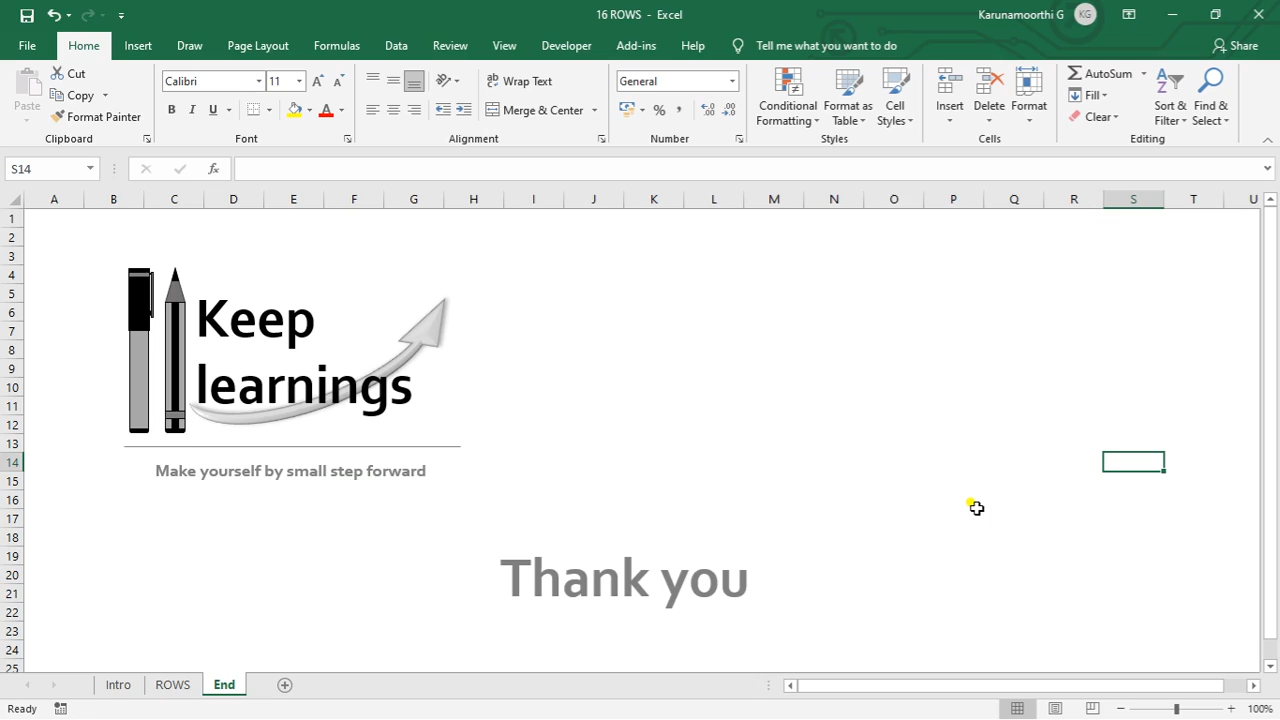 16 ROWS - Excel
Karunamoorthi G KG
File Home Insert Draw Page Layout Formulas Data Review View Developer Add-ins Help Tell me what you want to do Share
Paste Cut Copy Format Painter Clipboard
Calibri 11 B I U A Font
ab Wrap Text Merge & Center Alignment
General % , Number
Conditional Formatting Format as Table Cell Styles Styles
Insert Delete Format Cells
AutoSum Fill Clear Sort & Filter Find & Select Editing
S14 fx
A B C D E F G H I J K L M N O P Q R S T U
1
2
3
4
5
6
7
8
9
10
11
12
13
14
15
16
17
18
19
20
21
22
23
24
25
Keep
learnings
Make yourself by small step forward
Thank you
Intro ROWS End
Ready 100%